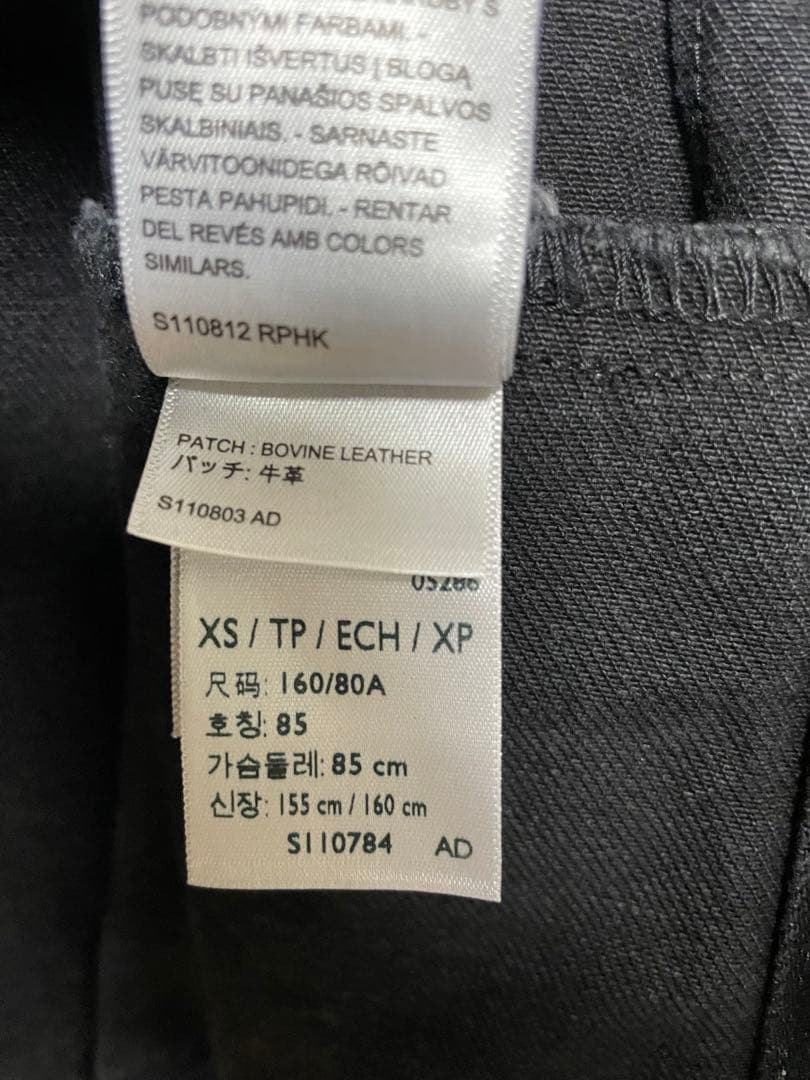 PODOBNÝMI FARBAMI. -
SKALBTI IŠVERTUS Į BLOGĄ
PUSĘ SU PANAŠIOS SPALVOS
SKALBINIAIS. - SARNASTE
VÄRVITOONIDEGA RÕIVAD
PESTA PAHUPIDI. - RENTAR
DEL REVÉS AMB COLORS
SIMILARS.
S110812 RPHK
PATCH : BOVINE LEATHER
パッチ: 牛革
S110803 AD
05286
XS / TP / ECH / XP
尺码: 160/80A
호칭: 85
가슴둘레: 85 cm
신장: 155 cm / 160 cm
S110784 AD